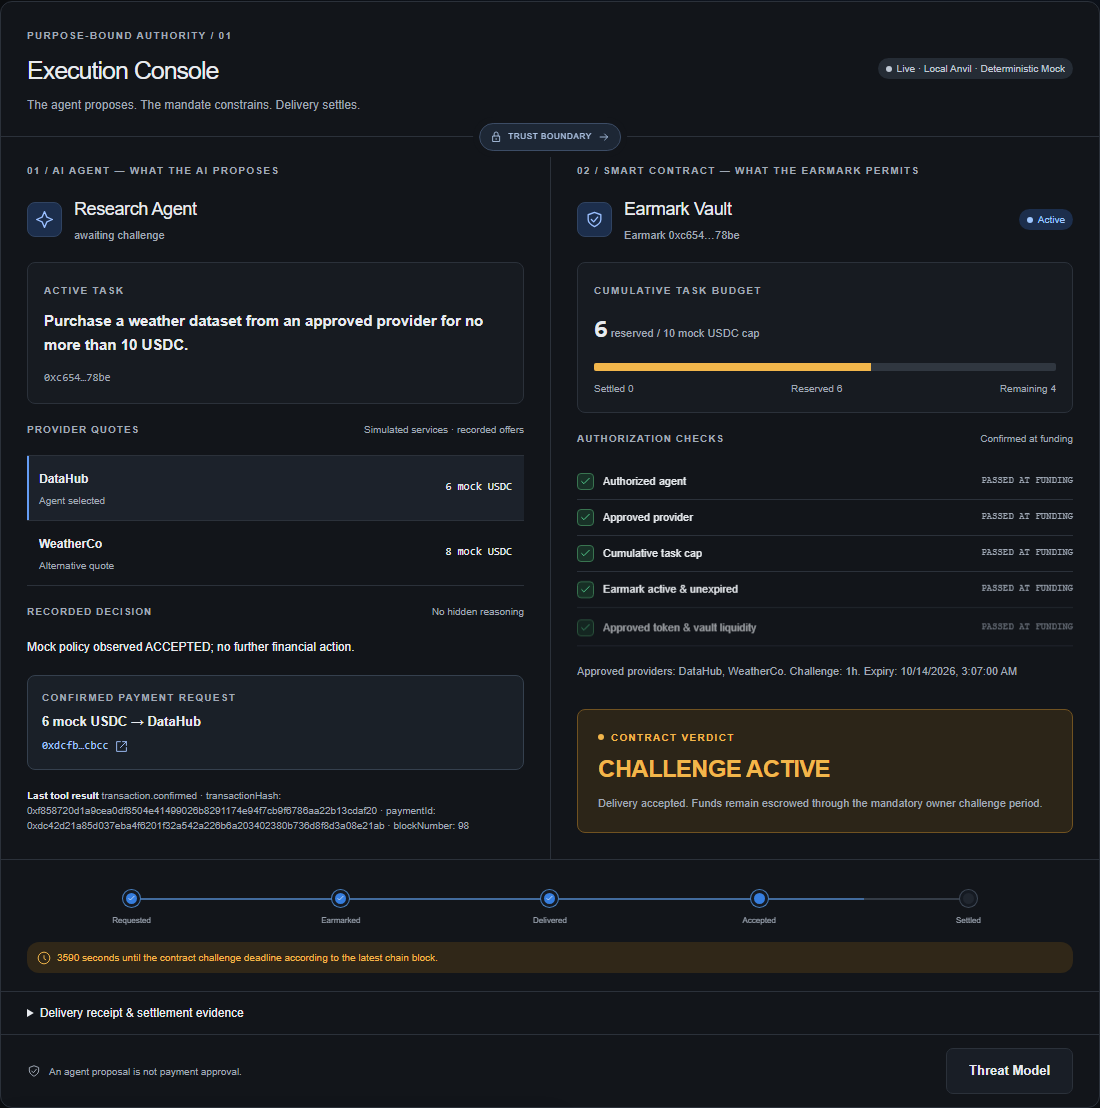 PURPOSE-BOUND AUTHORITY / 01
Execution Console
Live · Local Anvil · Deterministic Mock
The agent proposes. The mandate constrains. Delivery settles.
TRUST BOUNDARY →
01 / AI AGENT — WHAT THE AI PROPOSES
Research Agent
awaiting challenge
ACTIVE TASK
Purchase a weather dataset from an approved provider for no
more than 10 USDC.
0xc654…78be
PROVIDER QUOTES
Simulated services · recorded offers
DataHub
Agent selected
6 mock USDC
WeatherCo
Alternative quote
8 mock USDC
RECORDED DECISION
No hidden reasoning
Mock policy observed ACCEPTED; no further financial action.
CONFIRMED PAYMENT REQUEST
6 mock USDC → DataHub
0xdcfb…cbcc
Last tool result transaction.confirmed · transactionHash:
0xf858720d1a9cea0df8504e41499026b8291174e94f7cb9f6786aa22b13cdaf20 · paymentId:
0xdc42d21a85d037eba4f6201f32a542a226b6a203402380b736d8f8d3a08e21ab · blockNumber: 98
02 / SMART CONTRACT — WHAT THE EARMARK PERMITS
Earmark Vault
Earmark 0xc654…78be
Active
CUMULATIVE TASK BUDGET
6 reserved / 10 mock USDC cap
Settled 0
Reserved 6
Remaining 4
AUTHORIZATION CHECKS
Confirmed at funding
Authorized agent
PASSED AT FUNDING
Approved provider
PASSED AT FUNDING
Cumulative task cap
PASSED AT FUNDING
Earmark active & unexpired
PASSED AT FUNDING
Approved token & vault liquidity
PASSED AT FUNDING
Approved providers: DataHub, WeatherCo. Challenge: 1h. Expiry: 10/14/2026, 3:07:00 AM
CONTRACT VERDICT
CHALLENGE ACTIVE
Delivery accepted. Funds remain escrowed through the mandatory owner challenge period.
Requested
Earmarked
Delivered
Accepted
Settled
3590 seconds until the contract challenge deadline according to the latest chain block.
Delivery receipt & settlement evidence
An agent proposal is not payment approval.
Threat Model